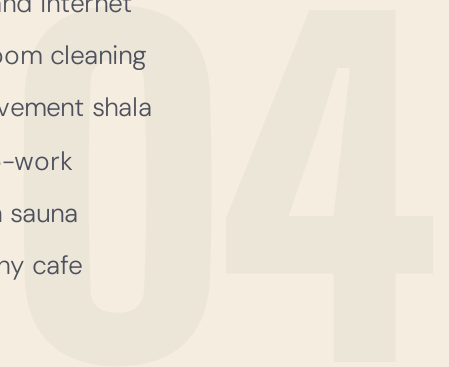 and internet
oom cleaning
vement shala
-work
sauna
ny cafe
04